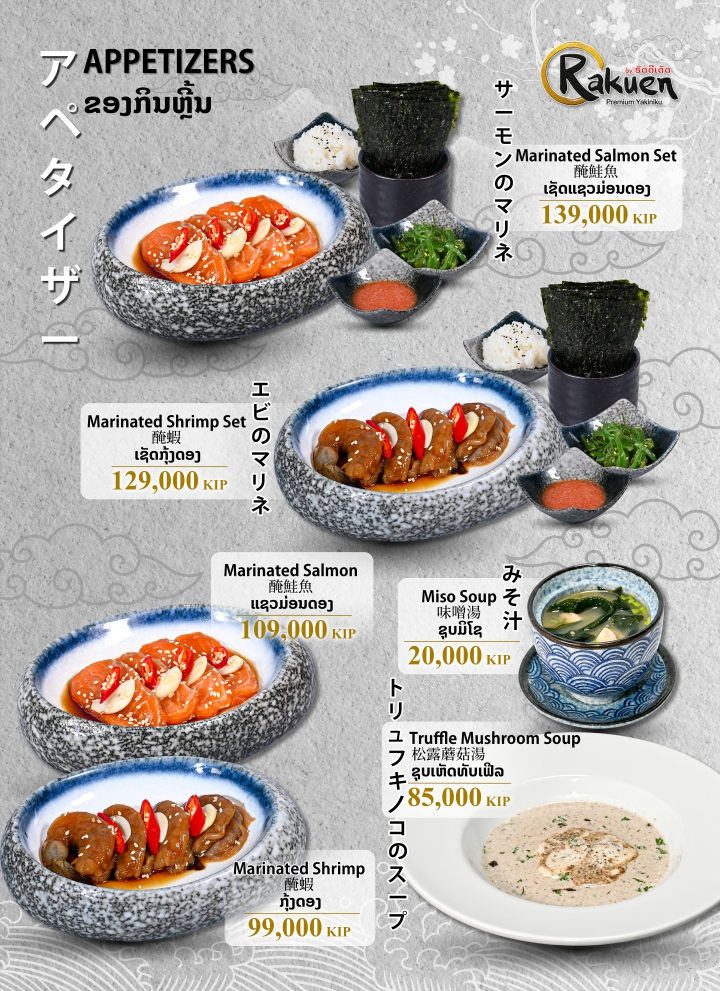 アペタイザー
APPETIZERS
ຂອງກິນຫຼິ້ນ
Rakuen
by ຣິດຕິເດັດ
Premium Yakiniku
サーモンのマリネ
Marinated Salmon Set
醃鮭魚
ເຊັດແຊວມ່ອນດອງ
139,000 KIP
エビのマリネ
Marinated Shrimp Set
醃蝦
ເຊັດກຸ້ງດອງ
129,000 KIP
Marinated Salmon
醃鮭魚
ແຊວມ່ອນດອງ
109,000 KIP
みそ汁
Miso Soup
味噌湯
ຊຸບມິໂຊ
20,000 KIP
トリュフキノコのスープ
Truffle Mushroom Soup
松露蘑菇湯
ຊຸບເຫັດທັບເຟີລ
85,000 KIP
Marinated Shrimp
醃蝦
ກຸ້ງດອງ
99,000 KIP